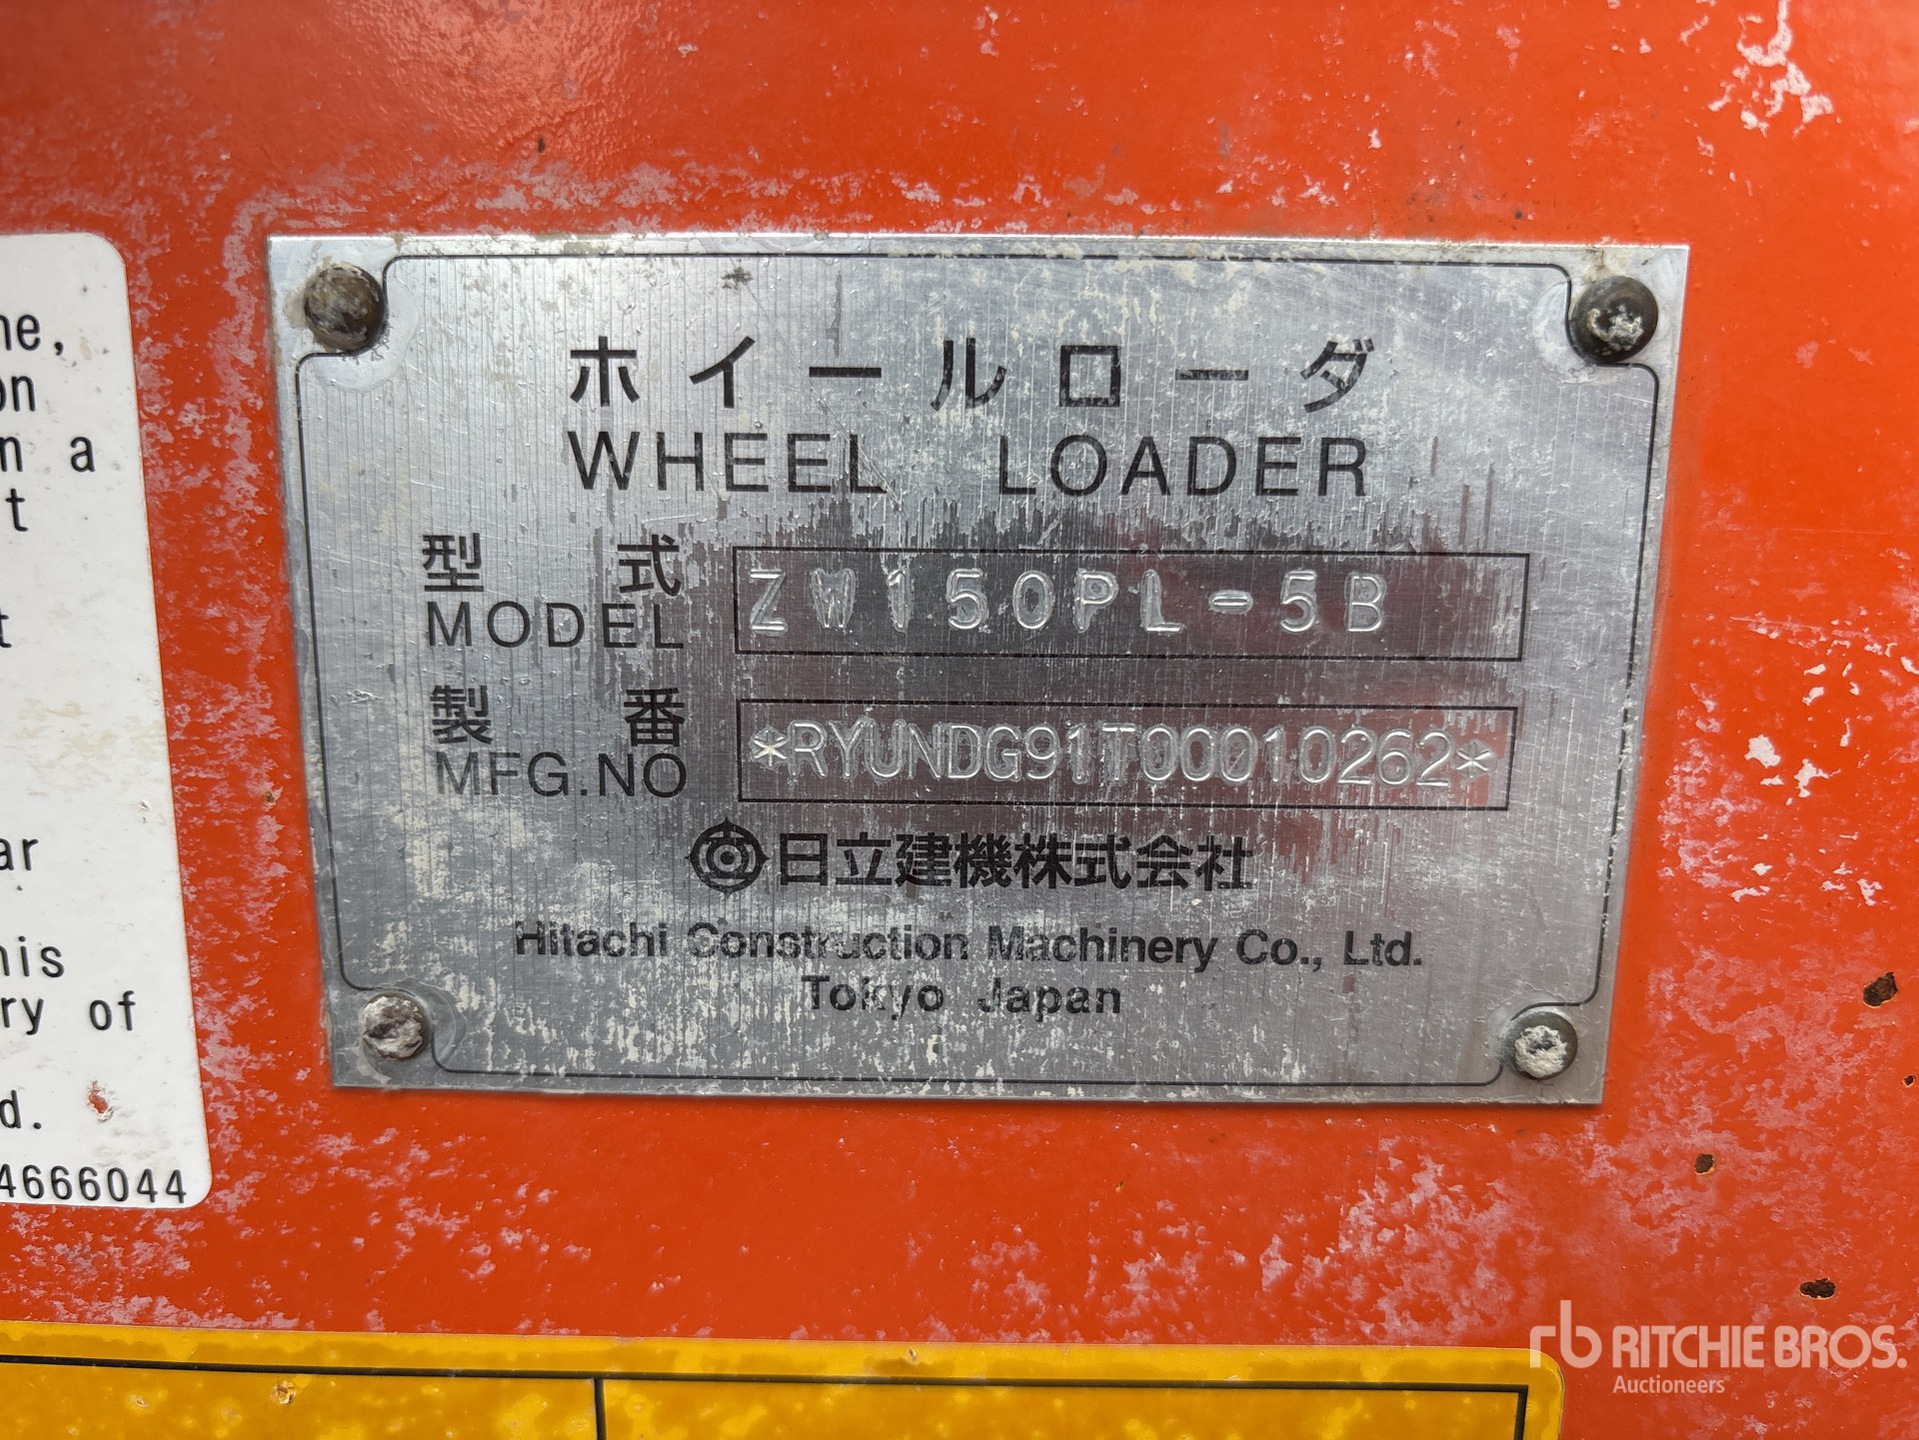 ne,
on
n a
t
t
ar
his
ry of
d.
4666044
ホイールローダ
WHEEL LOADER
型式
MODEL
ZW150PL-5B
製番
MFG.NO
*RYUNDG91T00010262*
日立建機株式会社
Hitachi Construction Machinery Co., Ltd.
Tokyo Japan
rb RITCHIE BROS.
Auctioneers